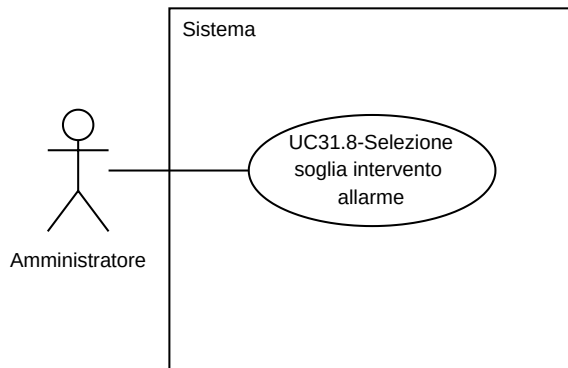 Sistema
UC31.8-Selezione
soglia intervento
allarme
Amministratore